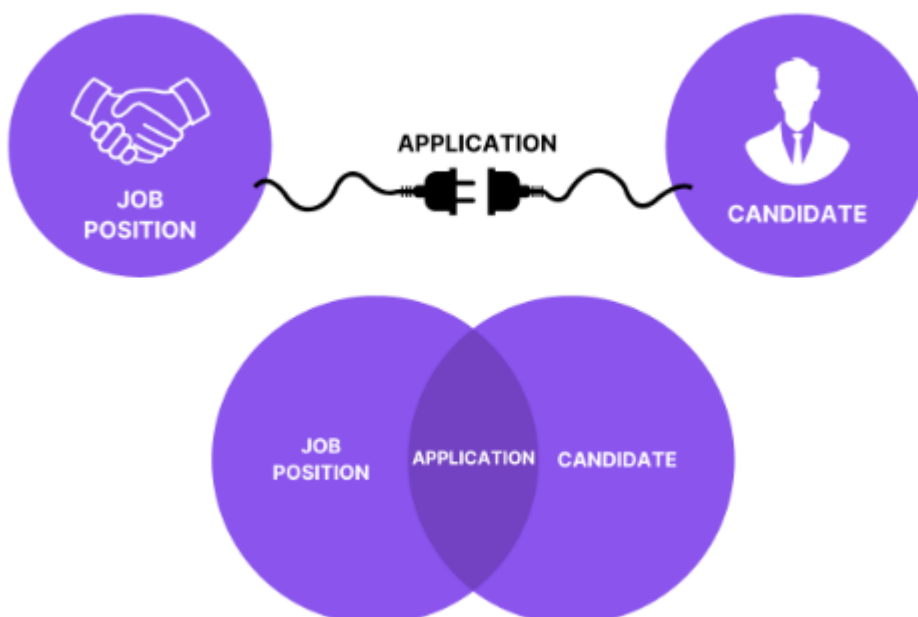 APPLICATION
JOB
POSITION
CANDIDATE
JOB
POSITION
APPLICATION
CANDIDATE